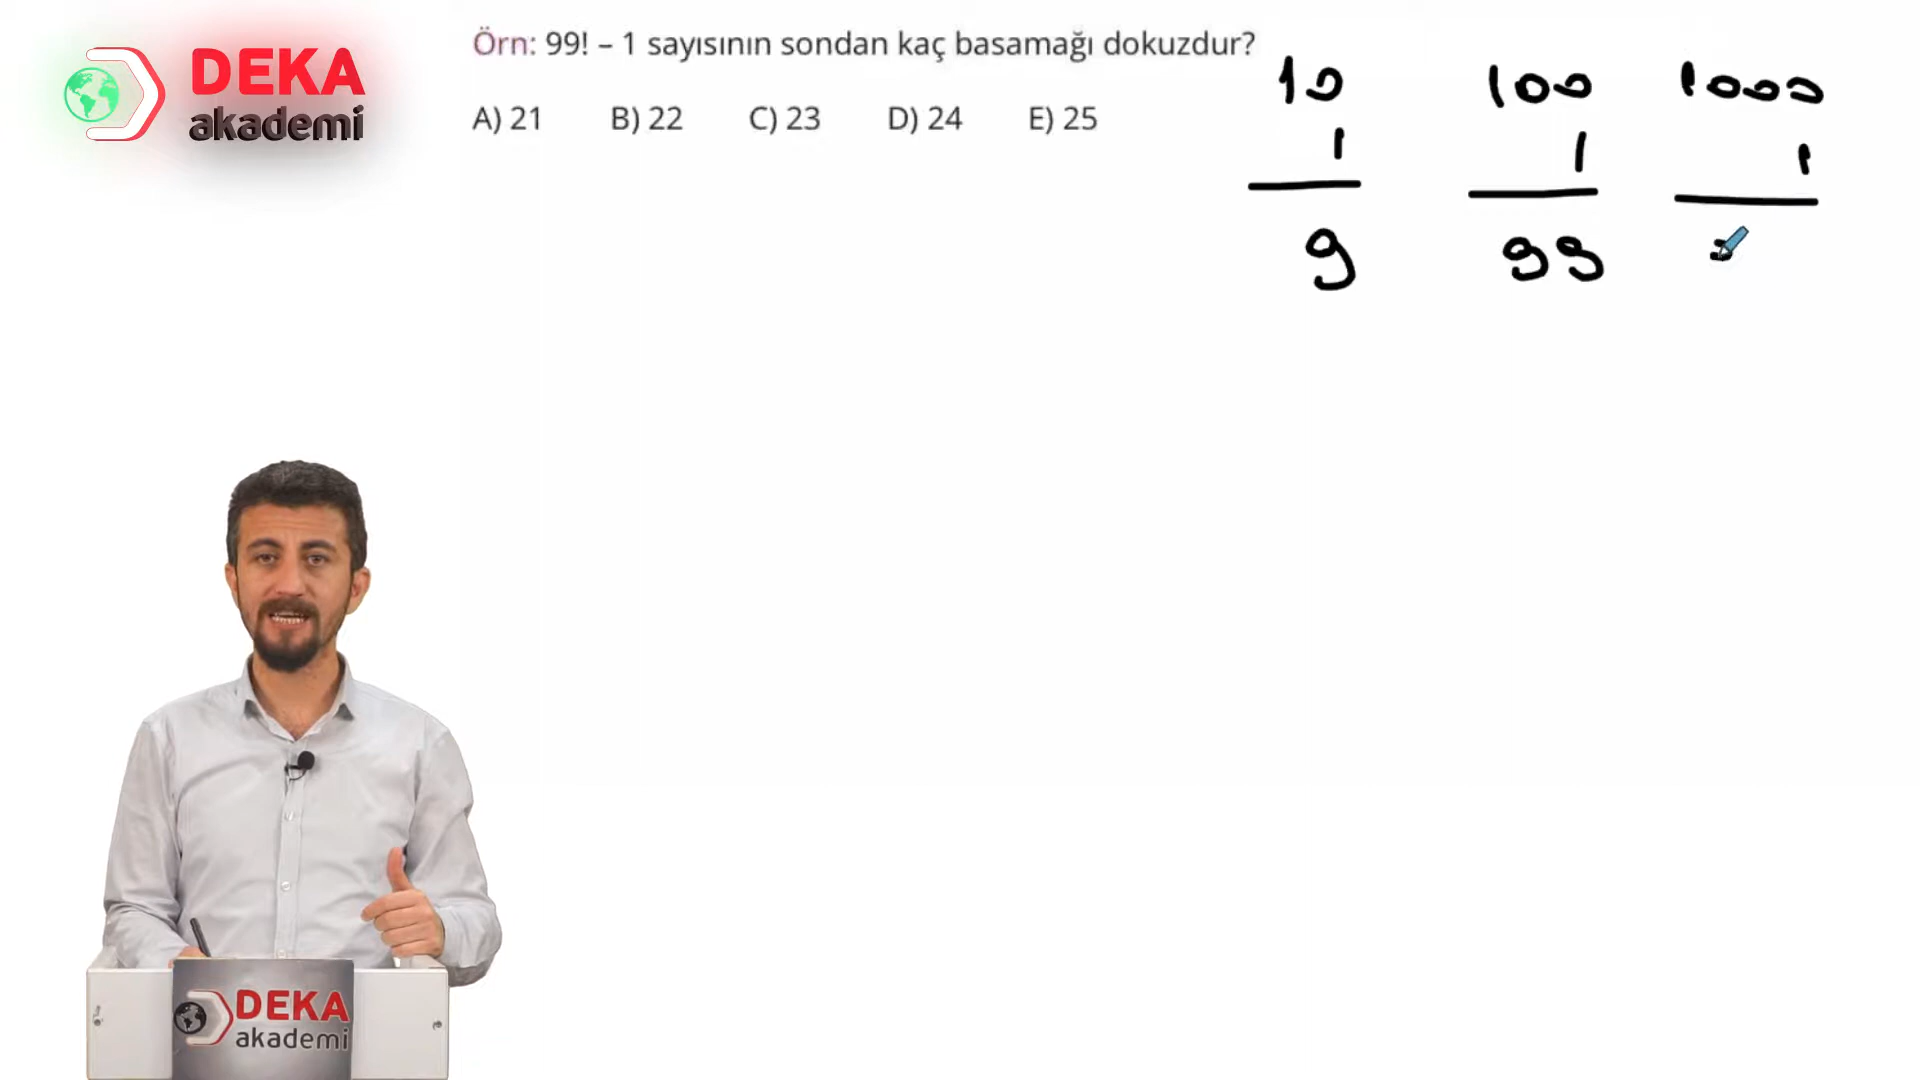 DEKA
akademi
Örn: 99! – 1 sayısının sondan kaç basamağı dokuzdur?
A) 21 B) 22 C) 23 D) 24 E) 25
10 100 1000
1 1 1
9 99
DEKA
akademi